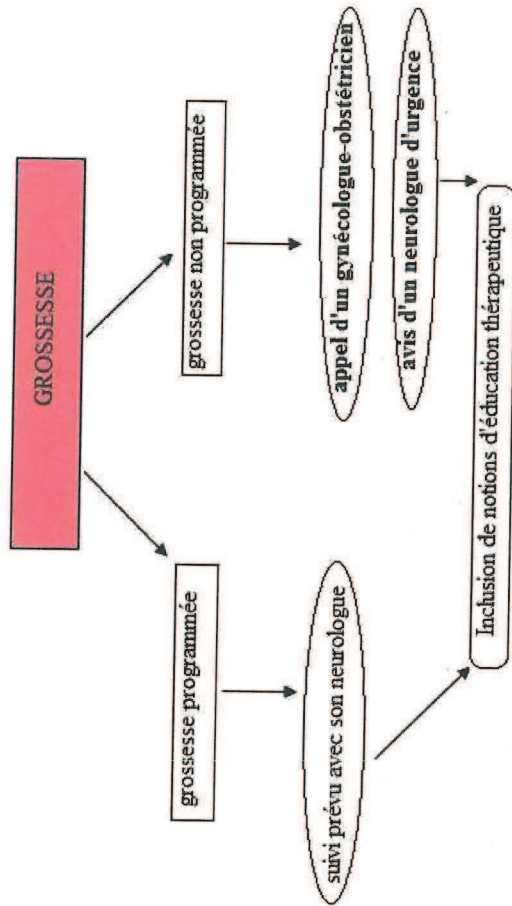 GROSSESSE
grossesse programmée
grossesse non programmée
suivi prévu avec son neurologue
appel d'un gynécologue-obstétricien
avis d'un neurologue d'urgence
Inclusion de notions d'éducation thérapeutique